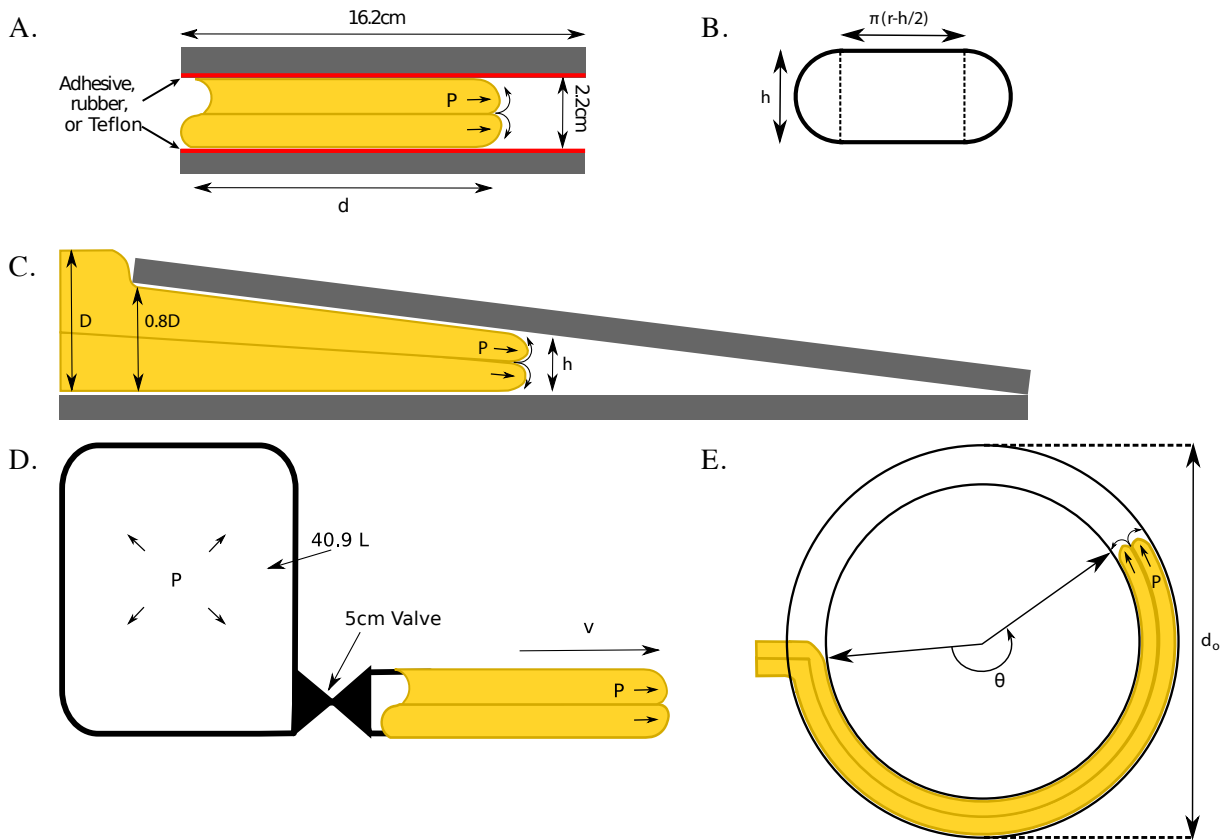 A.
16.2cm
Adhesive,
rubber,
or Teflon
P
2.2cm
d
B.
π(r-h/2)
h
C.
D
0.8D
P
h
D.
40.9 L
P
5cm Valve
v
P
E.
P
θ
do